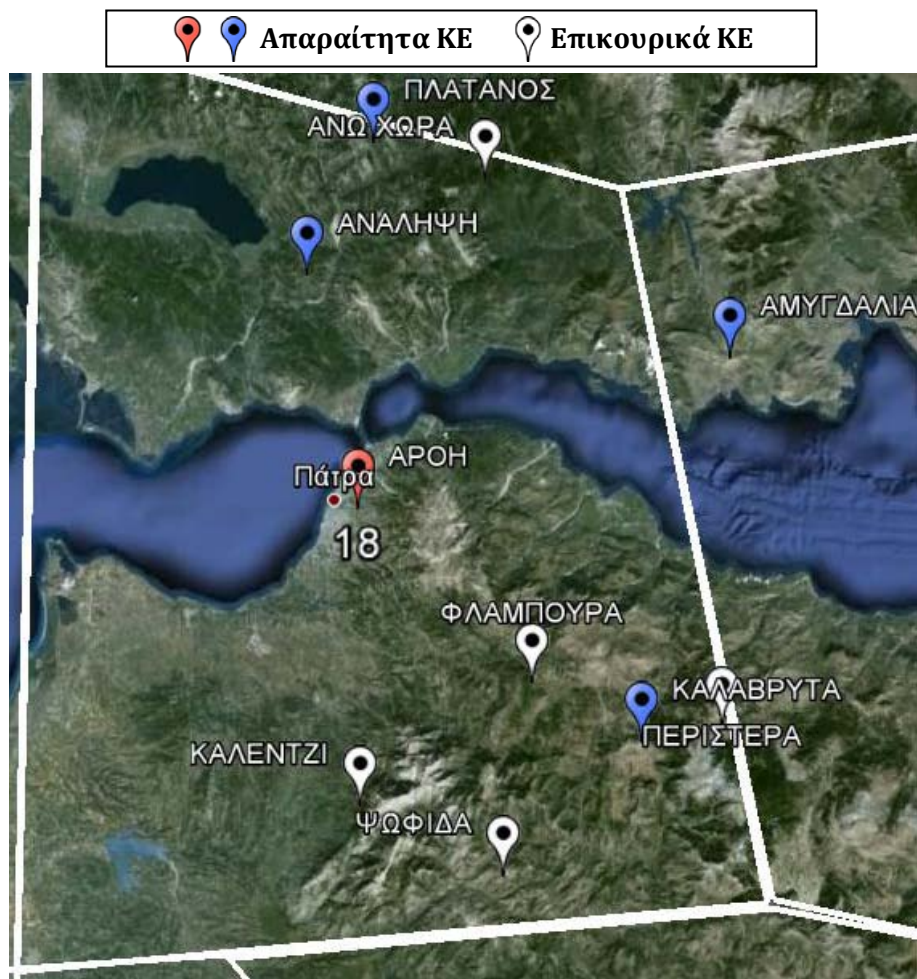 Απαραίτητα ΚΕ Επικουρικά ΚΕ
ΠΛΑΤΑΝΟΣ
ΑΝΩ ΧΩΡΑ
ΑΝΑΛΗΨΗ
ΑΜΥΓΔΑΛΙΑ
ΑΡΟΗ
Πάτρα
18
ΦΛΑΜΠΟΥΡΑ
ΚΑΛΑΒΡΥΤΑ
ΠΕΡΙΣΤΕΡΑ
ΚΑΛΕΝΤΖΙ
ΨΩΦΙΔΑ